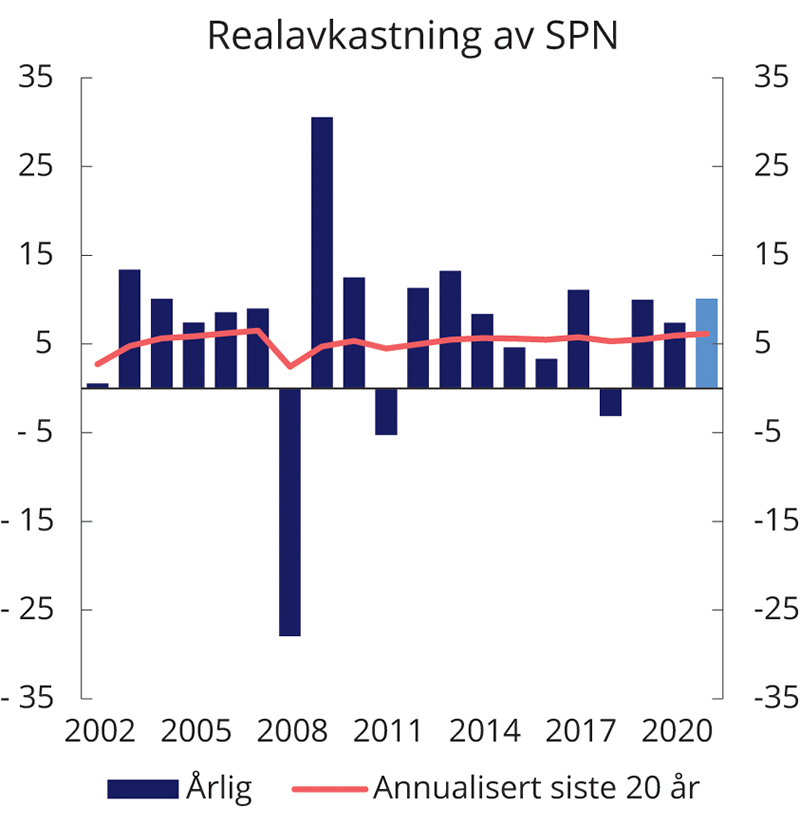 Realavkastning av SPN
35 35
25 25
15 15
5 5
- 5 -5
- 15 -15
- 25 -25
- 35 -35
2002 2005 2008 2011 2014 2017 2020
Årlig Annualisert siste 20 år